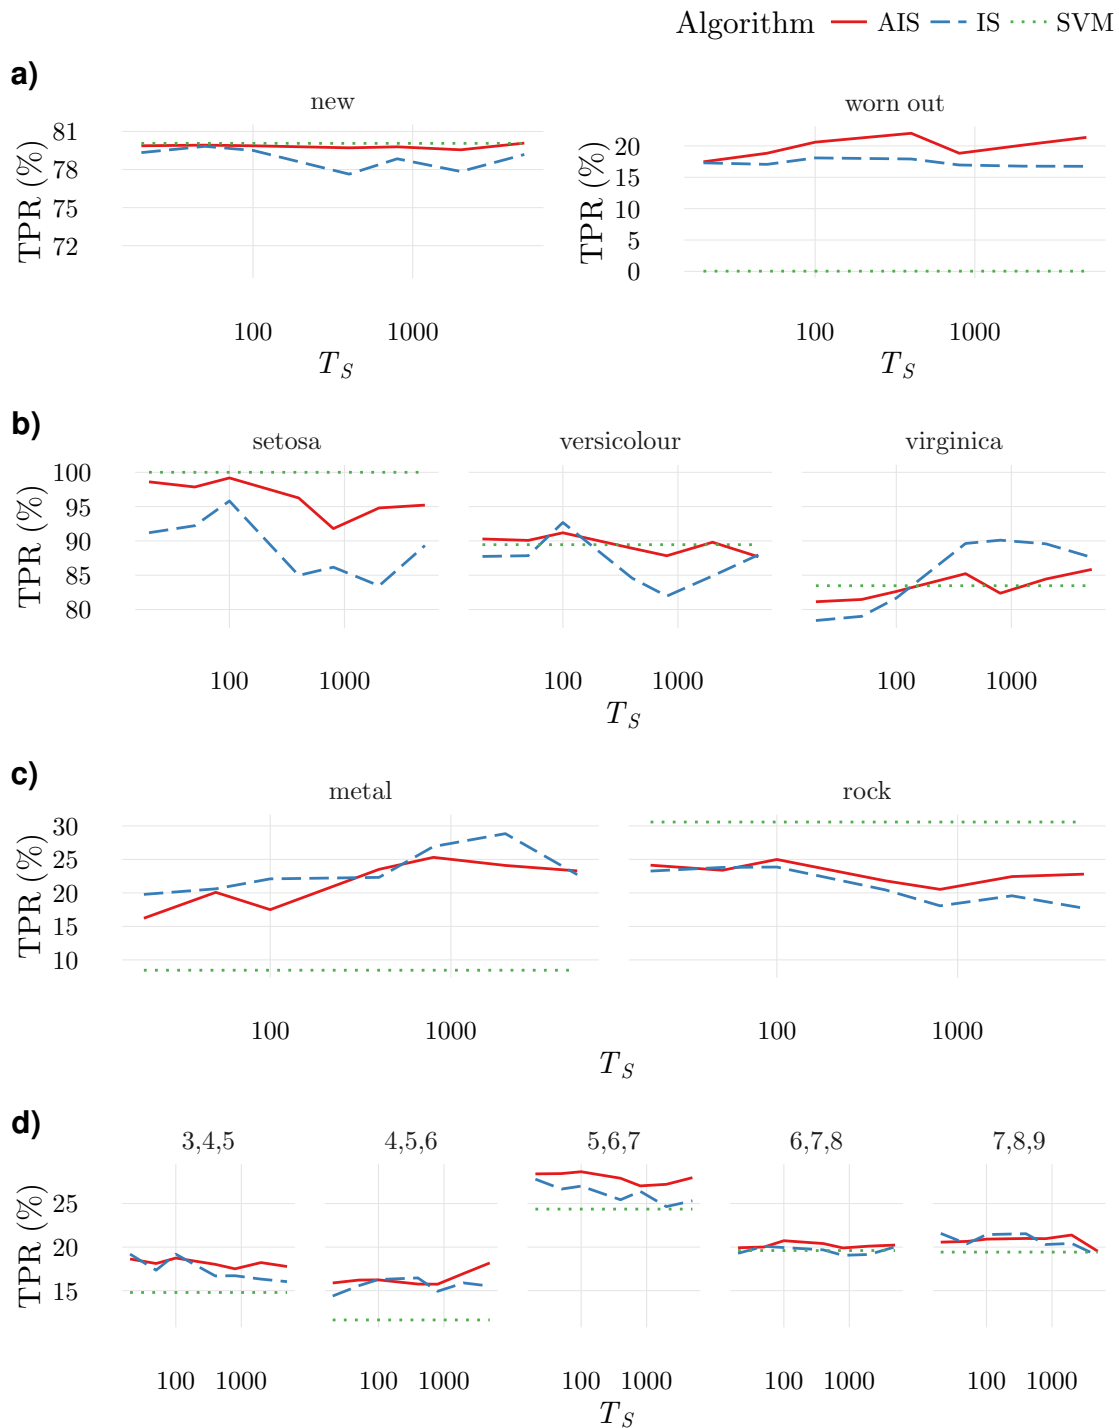 Algorithm AIS IS SVM
a)
new worn out
81
78
75
72
TPR (%)
20
15
10
5
0
TPR (%)
100 1000 100 1000
T_S T_S
b)
setosa versicolour virginica
100
95
90
85
80
TPR (%)
100 1000 100 1000 100 1000
T_S
c)
metal rock
30
25
20
15
10
TPR (%)
100 1000 100 1000
T_S
d)
3,4,5 4,5,6 5,6,7 6,7,8 7,8,9
25
20
15
TPR (%)
100 1000 100 1000 100 1000 100 1000 100 1000
T_S